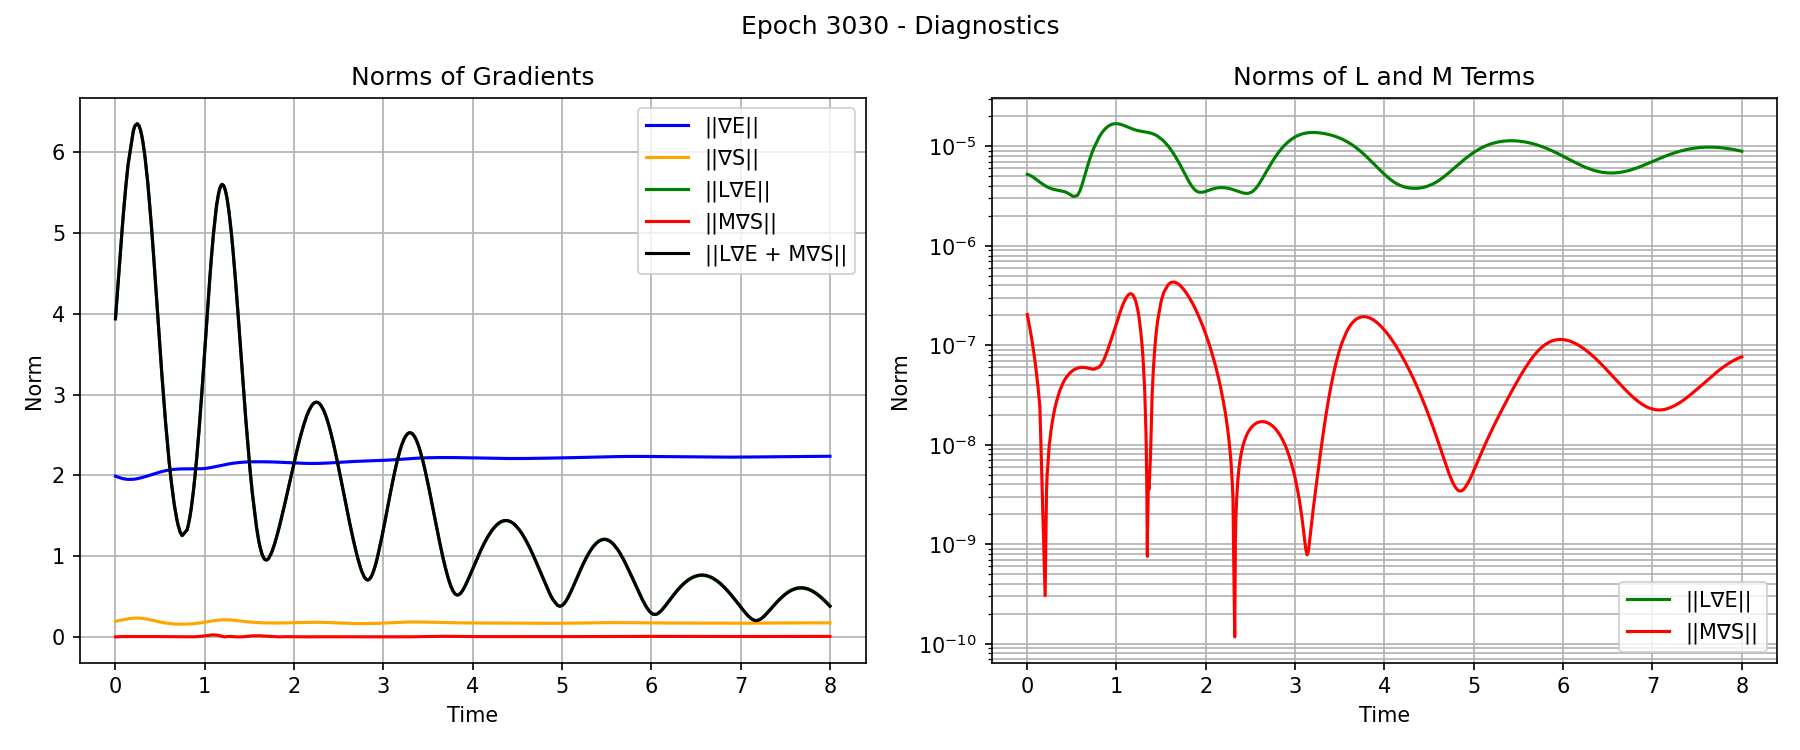 Epoch 3030 - Diagnostics
Norms of Gradients
Norm
6
5
4
3
2
1
0
0 1 2 3 4 5 6 7 8
Time
||∇E||
||∇S||
||L∇E||
||M∇S||
||L∇E + M∇S||
Norms of L and M Terms
Norm
10⁻⁵
10⁻⁶
10⁻⁷
10⁻⁸
10⁻⁹
10⁻¹⁰
0 1 2 3 4 5 6 7 8
Time
||L∇E||
||M∇S||